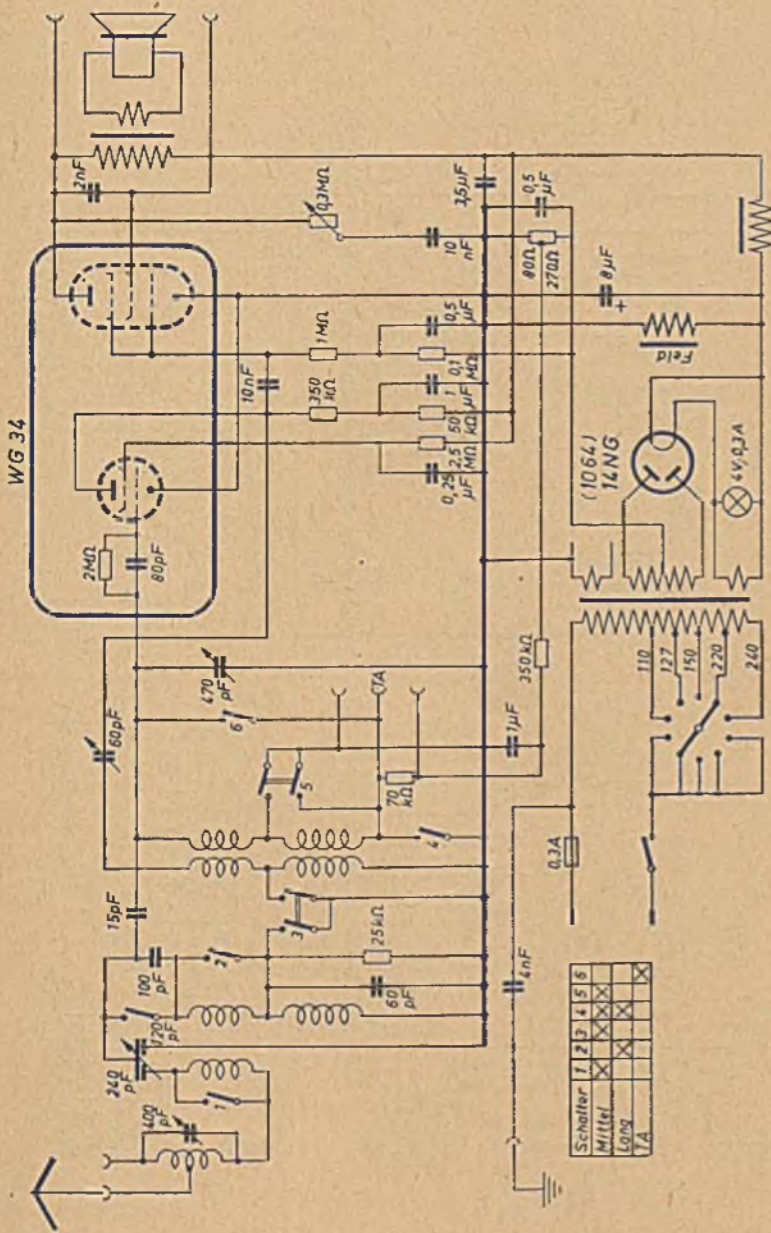 WG 34
2nF
0,3MΩ
10
nF
3,5µF
0,5
µF
80Ω
270Ω
8µF
+
Feld
(1064)
14NG
4V,0,3A
2MΩ
80pF
10nF
1MΩ
350
kΩ
0,5
µF
0,1
MΩ
1
µF
50
kΩ
2,5
MΩ
0,25
µF
60pF
470
pF
6
TA
5
70
kΩ
1µF
350kΩ
4
15pF
100
pF
2
3
25kΩ
60
pF
120
pF
240
pF
1
400
pF
4nF
0,3A
110
127
150
220
240
Schalter 1 2 3 4 5 6
Mittel X X X X
Lang X X
TA X